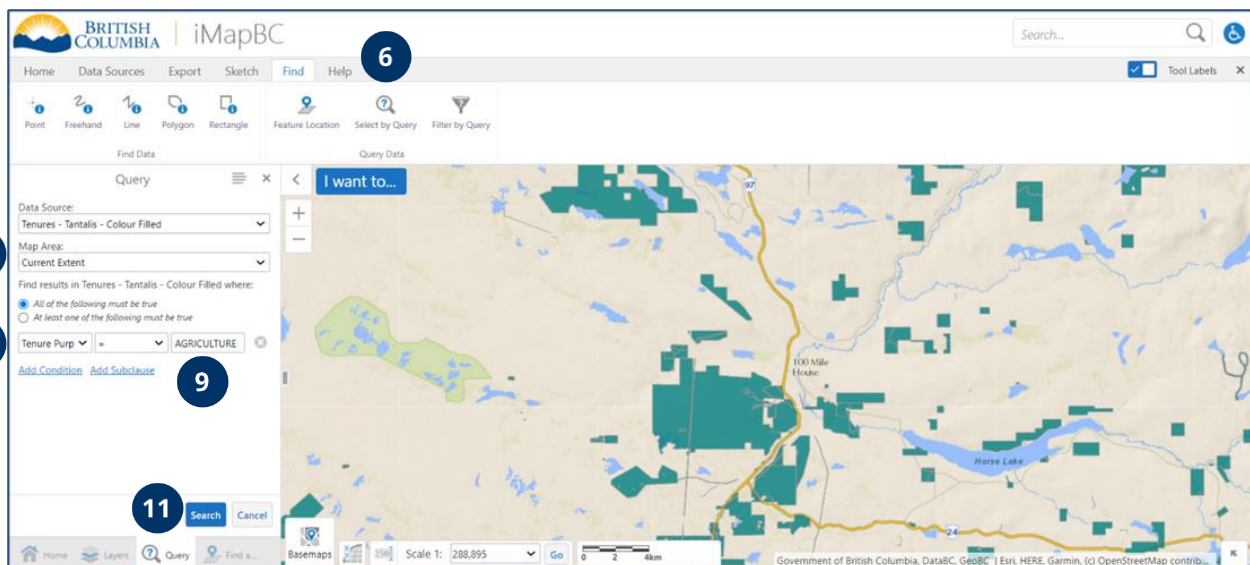 BRITISH
COLUMBIA
iMapBC
Search...
6
Home Data Sources Export Sketch Find Help
Tool Labels
Point Freehand Line Polygon Rectangle Feature Location Select by Query Filter by Query
Find Data Query Data
Query
I want to...
97
Data Source:
Tenures - Tantalis - Colour Filled
Map Area:
Current Extent
Find results in Tenures - Tantalis - Colour Filled where:
All of the following must be true
At least one of the following must be true
Tenure Purp = AGRICULTURE
Add Condition Add Subclause
9
100 Mile
House
Horse Lake
11
Search Cancel
24
Home Layers Query Find a...
Basemaps
Scale 1: 288,895 Go
0 2 4km
Government of British Columbia, DataBC, GeoBC | Esri, HERE, Garmin, (c) OpenStreetMap contrib...